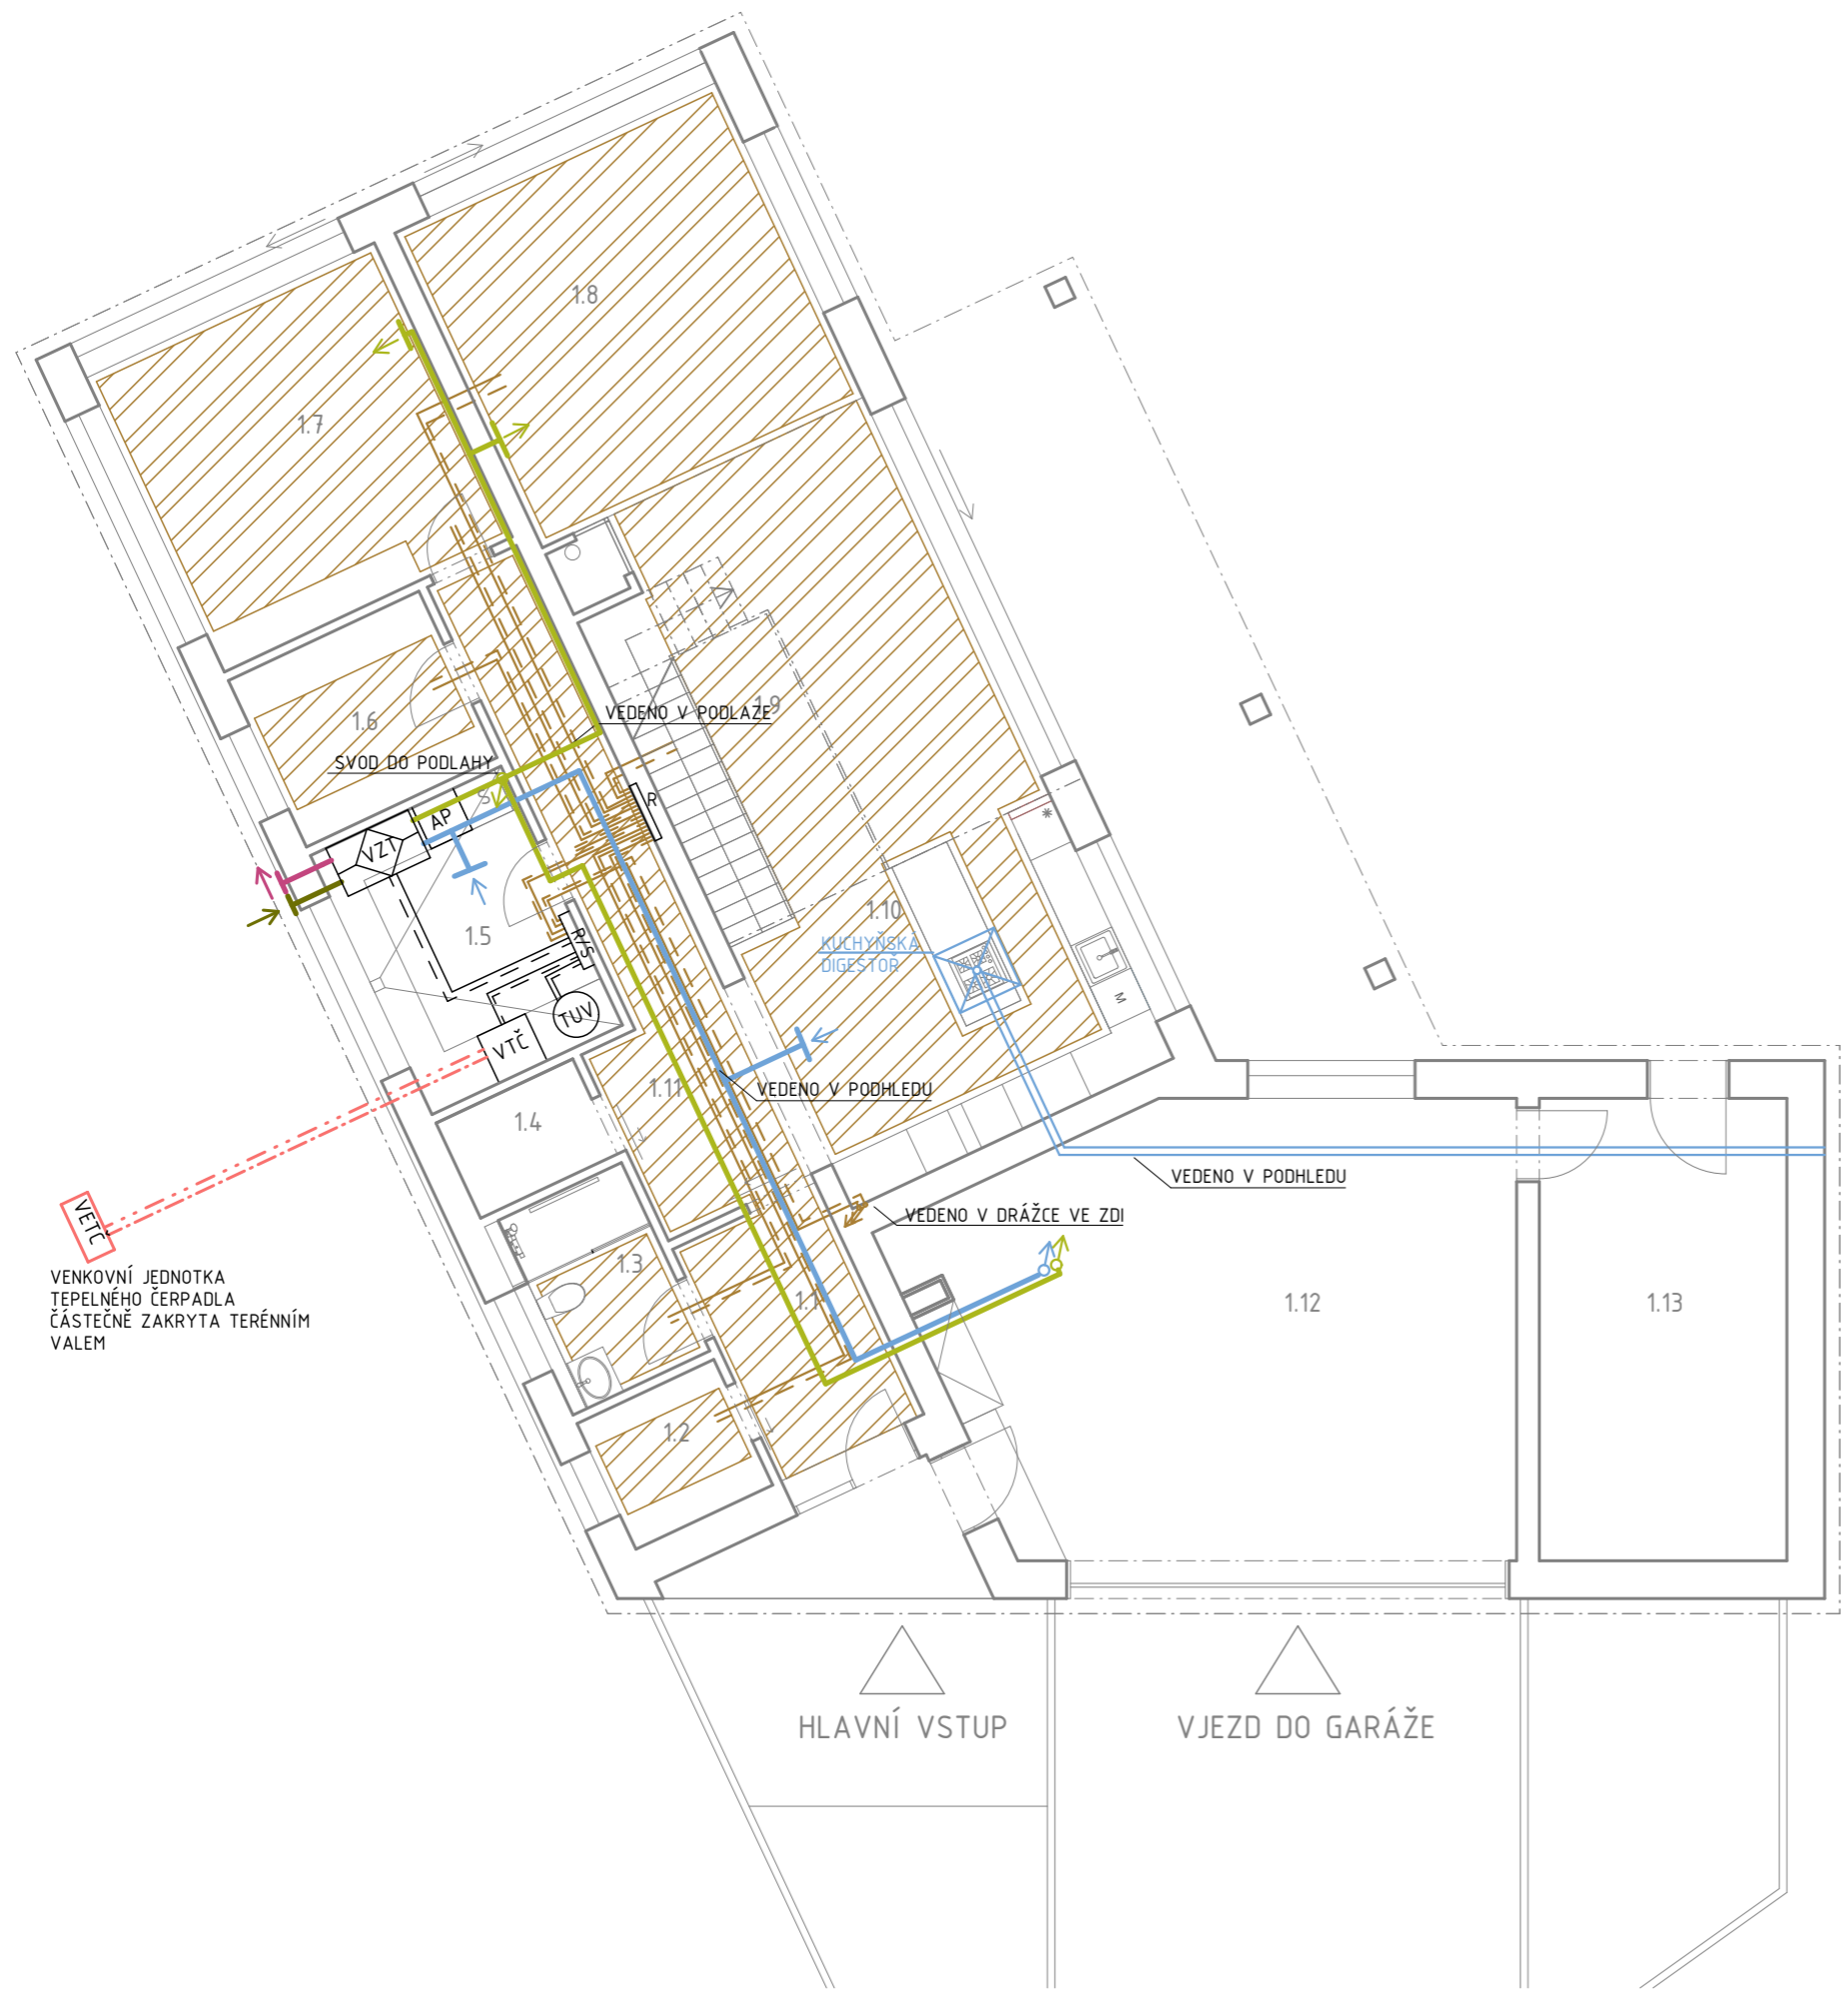 1.8
1.7
1.6
VEDENO V PODLAZE
1.9
SVOD DO PODLAHY
S
R
AP
VZT
1.10
1.5
R/S
KUCHYŇSKÁ
DIGESTOŘ
M
TUV
VTČ
1.11
VEDENO V PODHLEDU
1.4
VEDENO V PODHLEDU
VETČ
VEDENO V DRÁŽCE VE ZDI
1.3
VENKOVNÍ JEDNOTKA
TEPELNÉHO ČERPADLA
ČÁSTEČNĚ ZAKRYTA TERÉNNÍM
VALEM
1.1
1.12
1.13
1.2
HLAVNÍ VSTUP
VJEZD DO GARÁŽE